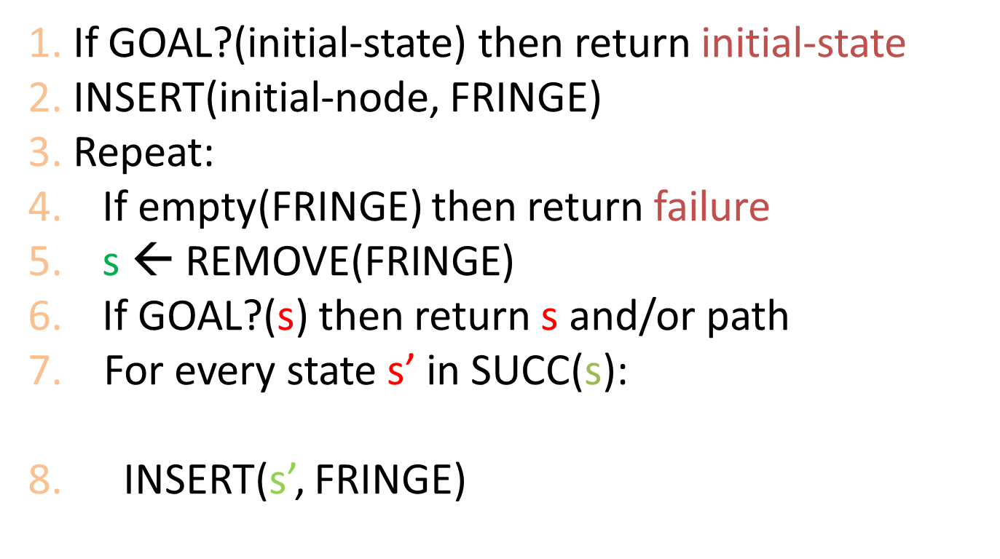 1. If GOAL?(initial-state) then return initial-state
2. INSERT(initial-node, FRINGE)
3. Repeat:
4. If empty(FRINGE) then return failure
5. s ← REMOVE(FRINGE)
6. If GOAL?(s) then return s and/or path
7. For every state s’ in SUCC(s):
8. INSERT(s’, FRINGE)